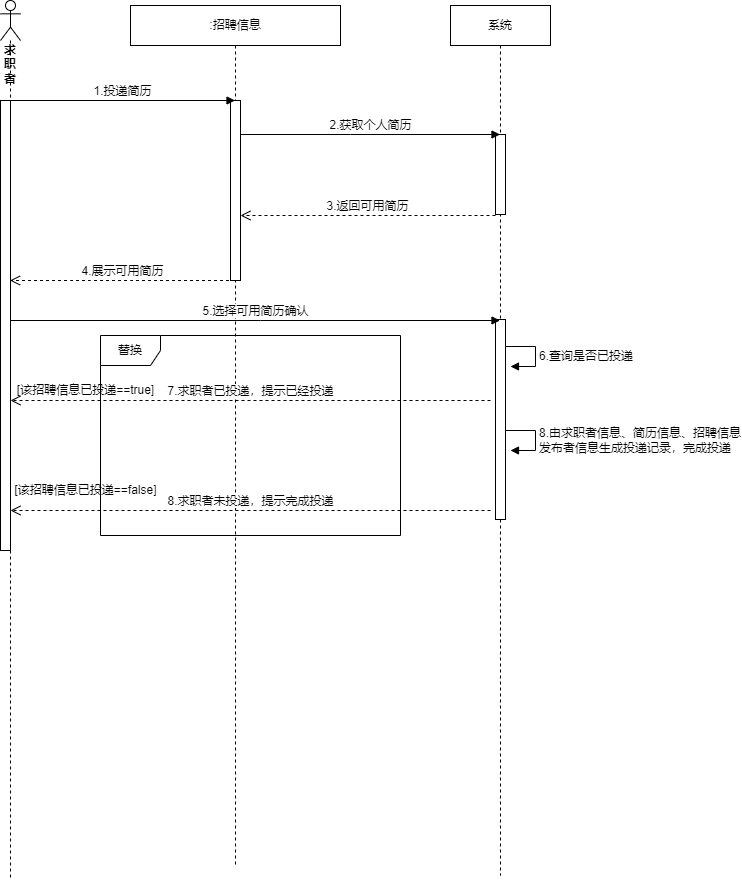 求
职
者
:招聘信息
系统
1.投递简历
2.获取个人简历
3.返回可用简历
4.展示可用简历
5.选择可用简历确认
替换
6.查询是否已投递
[该招聘信息已投递==true]
7.求职者已投递，提示已经投递
8.由求职者信息、简历信息、招聘信息
发布者信息生成投递记录，完成投递
[该招聘信息已投递==false]
8.求职者未投递，提示完成投递